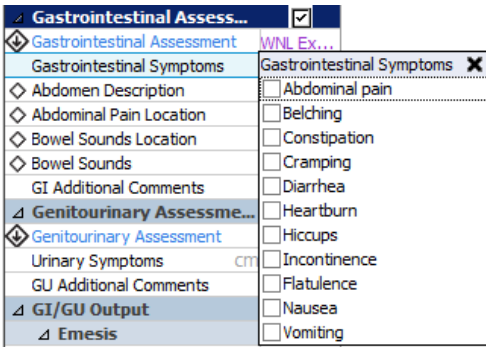 Gastrointestinal Assess...
Gastrointestinal Assessment WNL Ex...
Gastrointestinal Symptoms
Abdomen Description
Abdominal Pain Location
Bowel Sounds Location
Bowel Sounds
GI Additional Comments
Genitourinary Assessme...
Genitourinary Assessment
Urinary Symptoms cm
GU Additional Comments
GI/GU Output
Emesis
Gastrointestinal Symptoms
Abdominal pain
Belching
Constipation
Cramping
Diarrhea
Heartburn
Hiccups
Incontinence
Flatulence
Nausea
Vomiting